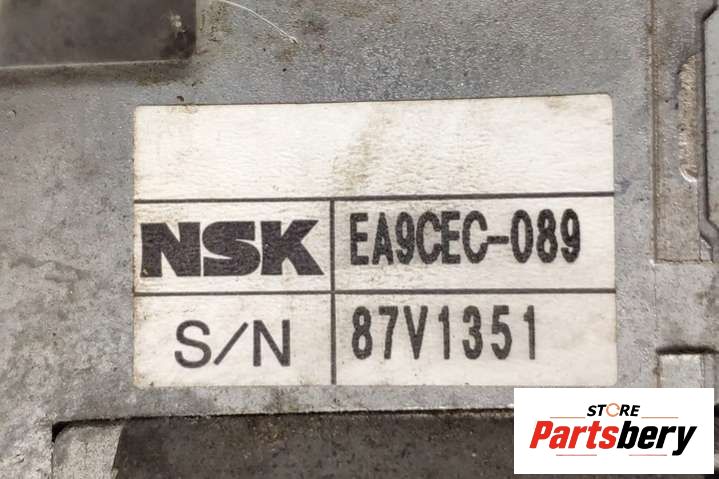 NSK EA9CEC-089
S/N 87V1351
STORE
Partsbery